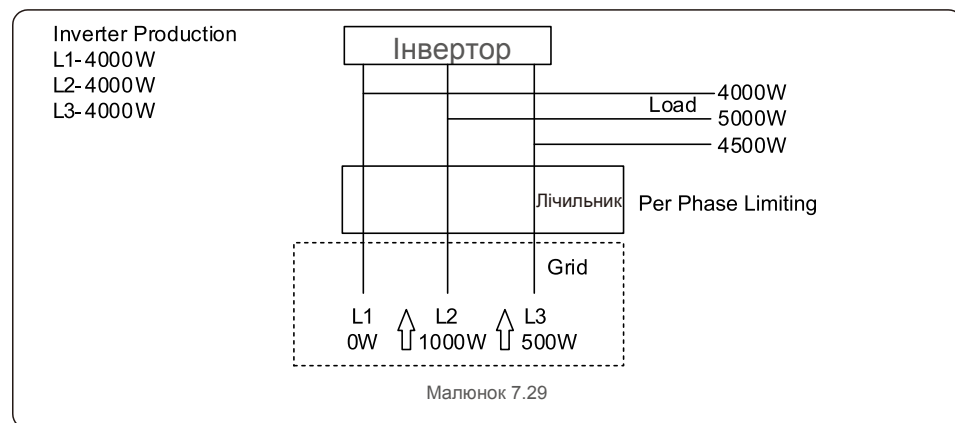 Inverter Production
L1-4000W
L2-4000W
L3-4000W
Інвертор
4000W
Load
5000W
4500W
Лічильник
Per Phase Limiting
Grid
L1 L2 L3
0W 1000W 500W
Малюнок 7.29